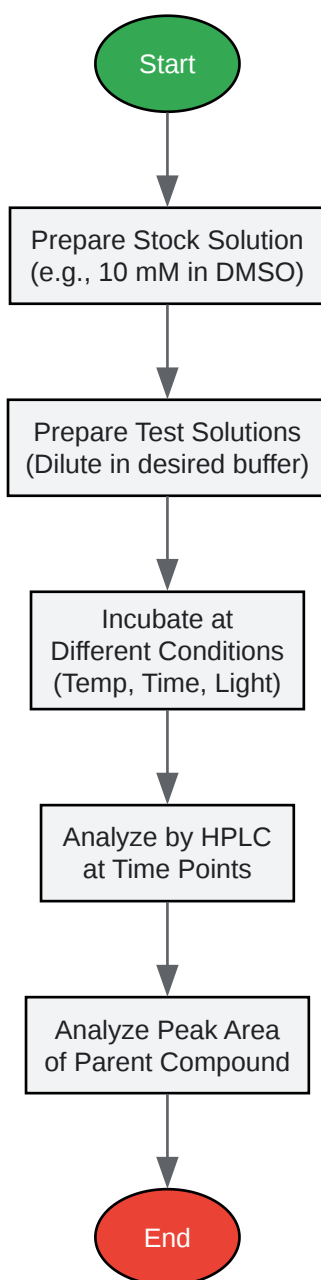 Start
Prepare Stock Solution
(e.g., 10 mM in DMSO)
Prepare Test Solutions
(Dilute in desired buffer)
Incubate at
Different Conditions
(Temp, Time, Light)
Analyze by HPLC
at Time Points
Analyze Peak Area
of Parent Compound
End